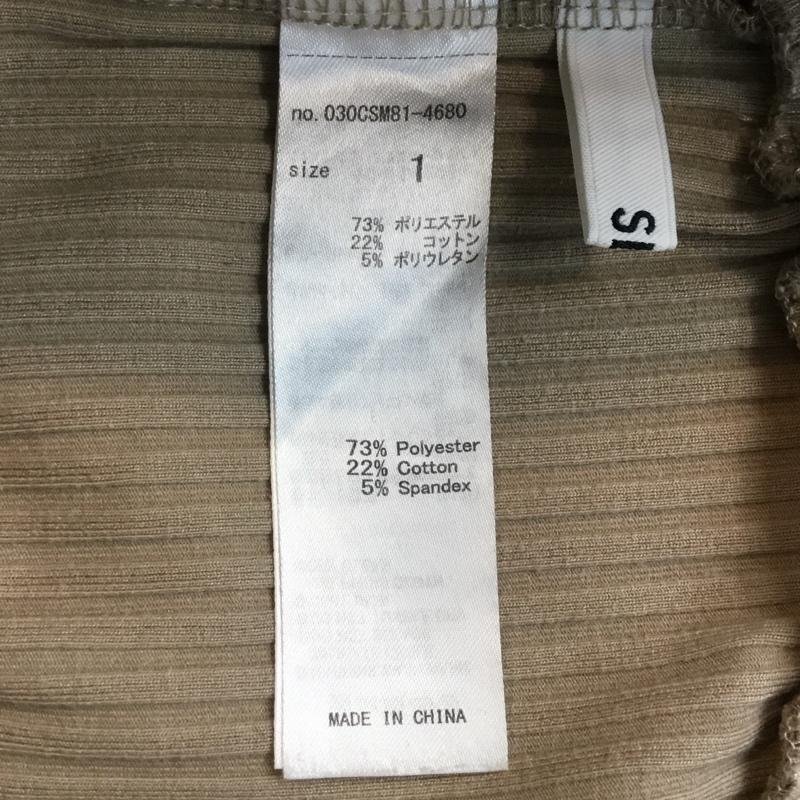 no. 030CSM81-4680
size 1
73% ポリエステル
22% コットン
5% ポリウレタン
73% Polyester
22% Cotton
5% Spandex
MADE IN CHINA